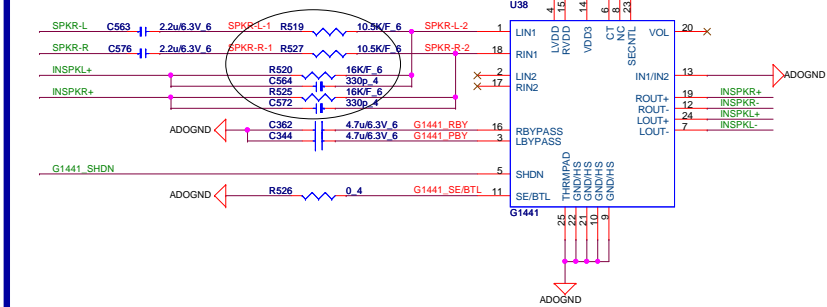 U38
4 15 14 6 8 23
SPKR-L C563 2.2u/6.3V_6 SPKR-L-1 R519 10.5K/F_6 SPKR-L-2 1 LIN1 LVDD RVDD VDD3 CT NC SECNTL VOL 20
SPKR-R C576 2.2u/6.3V_6 SPKR-R-1 R527 10.5K/F_6 SPKR-R-2 18 RIN1
INSPKL+ R520 16K/F_6 2 LIN2 IN1/IN2 13 ADOGND
C564 330p_4 17 RIN2
INSPKR+ R525 16K/F_6 ROUT+ 19 INSPKR+
C572 330p_4 ROUT- 12 INSPKR-
LOUT+ 24 INSPKL+
ADOGND C362 4.7u/6.3V_6 G1441_RBY 16 RBYPASS LOUT- 7 INSPKL-
C344 4.7u/6.3V_6 G1441_PBY 3 LBYPASS
G1441_SHDN 5 SHDN
ADOGND R526 0_4 G1441_SE/BTL 11 SE/BTL THRMPAD GND/HS GND/HS GND/HS GND/HS
G1441
25 22 21 10 9
ADOGND